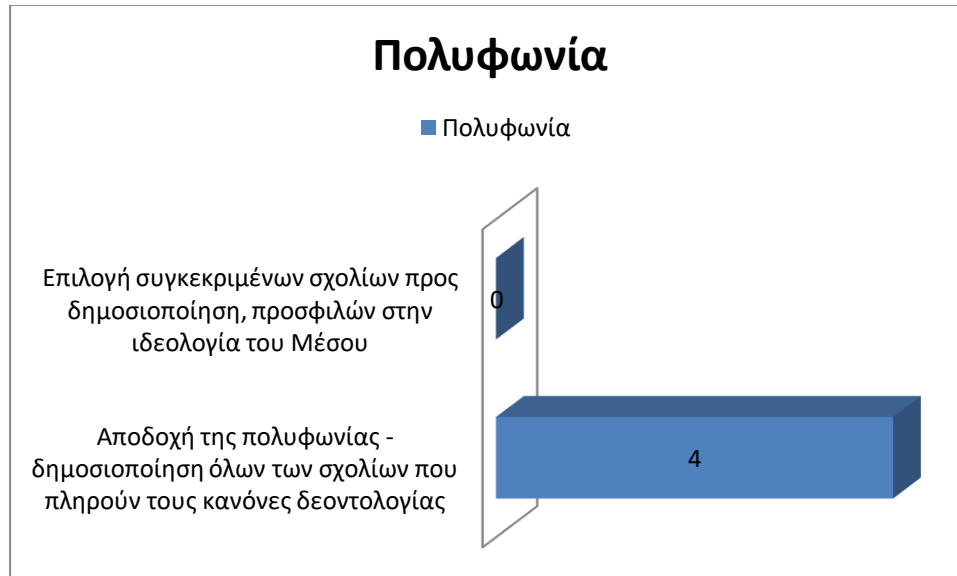 Πολυφωνία
Πολυφωνία
Επιλογή συγκεκριμένων σχολίων προς
δημοσιοποίηση, προσφιλών στην
ιδεολογία του Μέσου
0
Αποδοχή της πολυφωνίας -
δημοσιοποίηση όλων των σχολίων που
πληρούν τους κανόνες δεοντολογίας
4